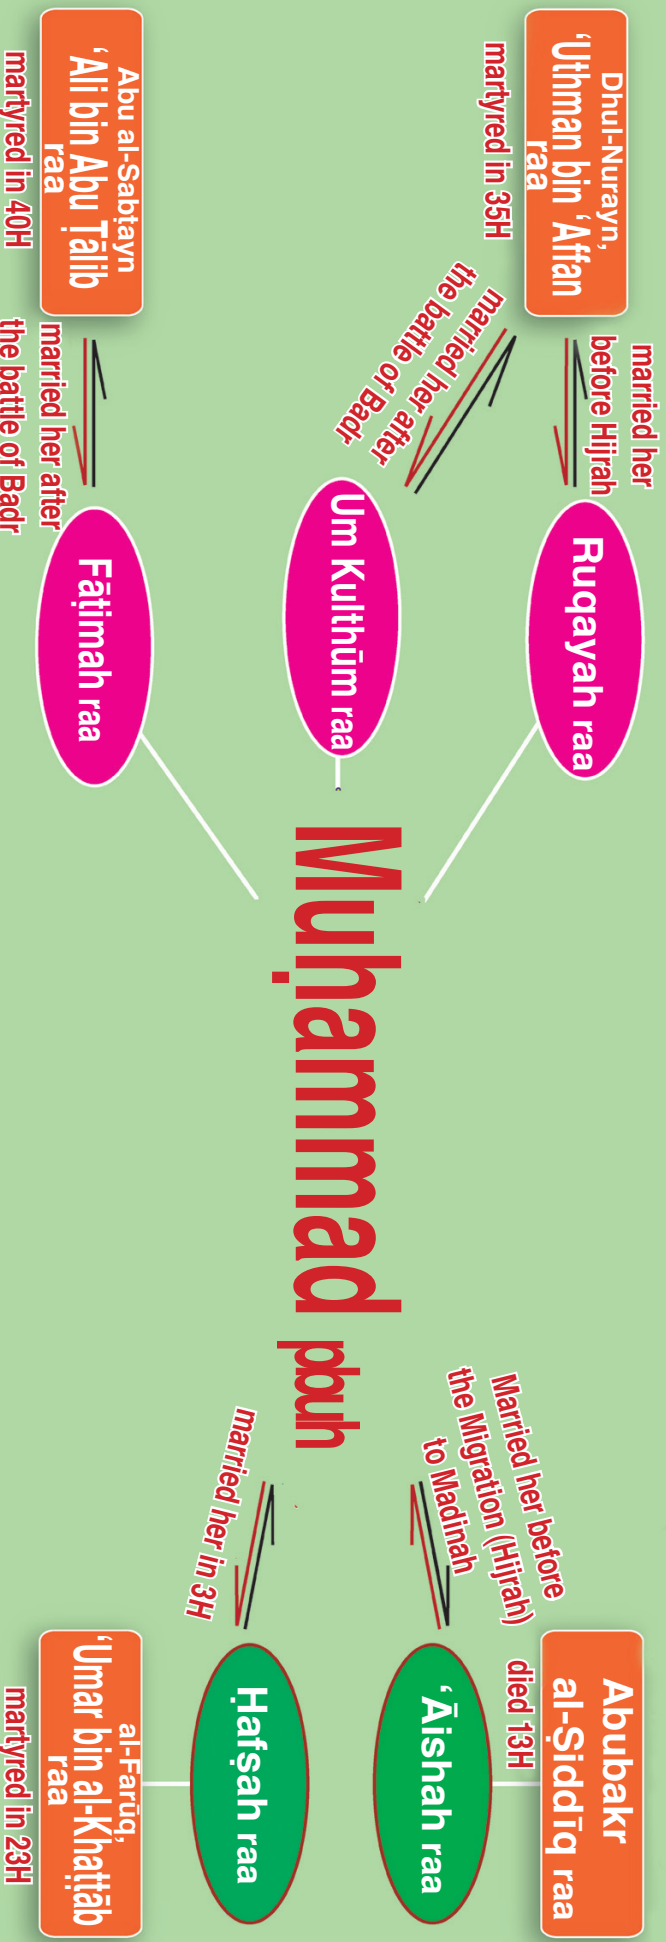 Dhul-Nurayn,
‘Uthman bin ‘Affan
raa
martyred in 35H
married her
before Hijrah
Ruqayah raa
married her after
the battle of Badr
Um Kulthūm raa
Abu al-Sabṭayn
‘Ali bin Abu Ṭālib
raa
martyred in 40H
married her after
the battle of Badr
Fāṭimah raa
Muḥammad pbuh
Married her before
the Migration (Hijrah)
to Madinah
Abubakr
al-Ṣiddīq raa
died 13H
‘Āishah raa
married her in 3H
Ḥafṣah raa
al-Farūq,
‘Umar bin al-Khaṭṭāb
raa
martyred in 23H